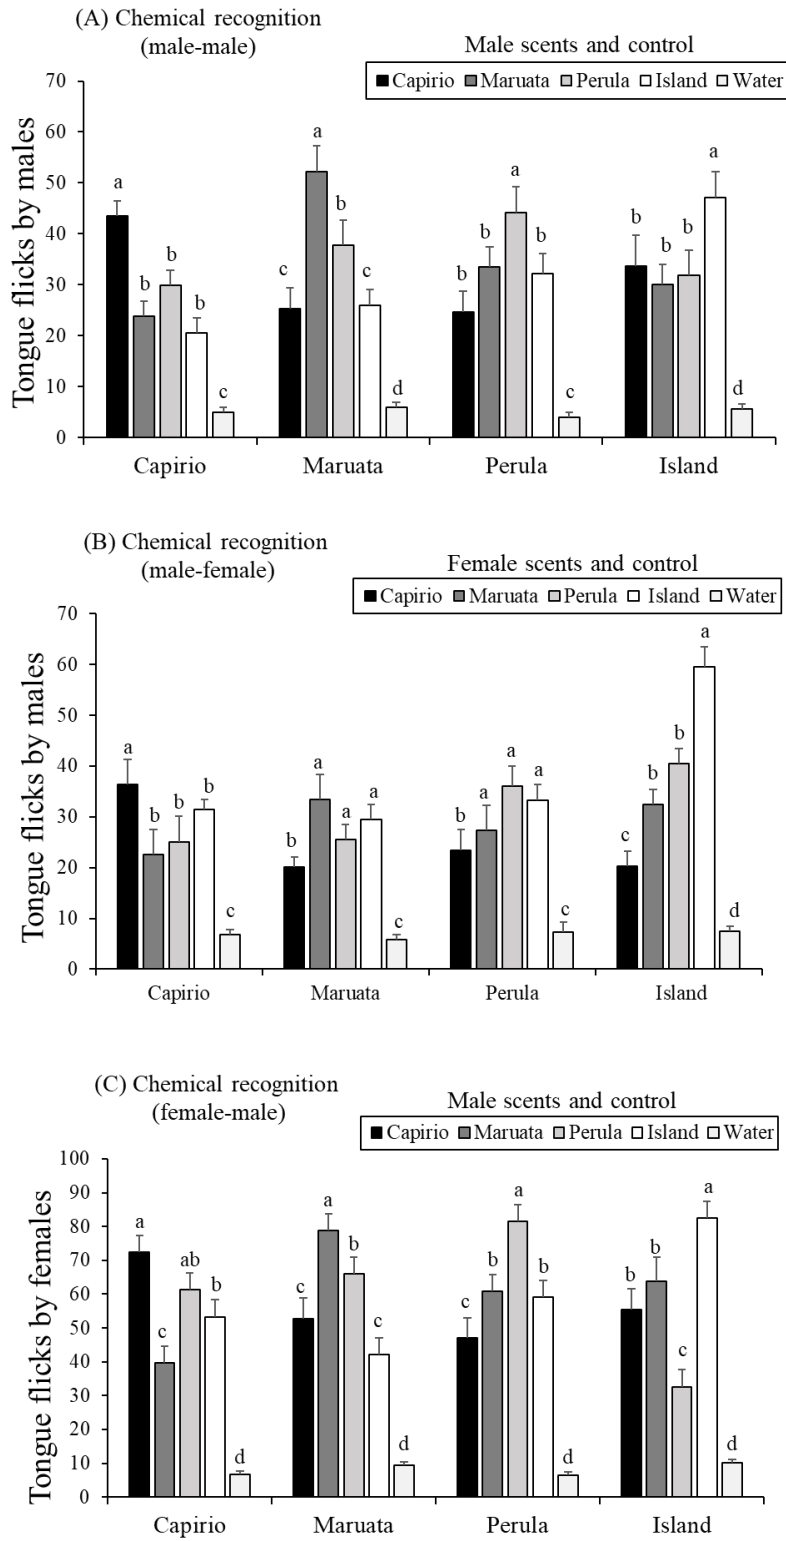 (A) Chemical recognition
(male-male)
Male scents and control
Capirio Maruata Perula Island Water
Tongue flicks by males
70
60
50
40
30
20
10
0
a
b
b
b
c
c
a
b
c
d
b
b
a
b
c
b
b
b
a
d
Capirio Maruata Perula Island
(B) Chemical recognition
(male-female)
Female scents and control
Capirio Maruata Perula Island Water
Tongue flicks by males
70
60
50
40
30
20
10
0
a
b
b
b
c
b
a
a
a
c
b
a
a
a
c
c
b
b
a
d
Capirio Maruata Perula Island
(C) Chemical recognition
(female-male)
Male scents and control
Capirio Maruata Perula Island Water
Tongue flicks by females
100
90
80
70
60
50
40
30
20
10
0
a
c
ab
b
d
c
a
b
c
d
c
b
a
b
d
b
b
c
a
d
Capirio Maruata Perula Island